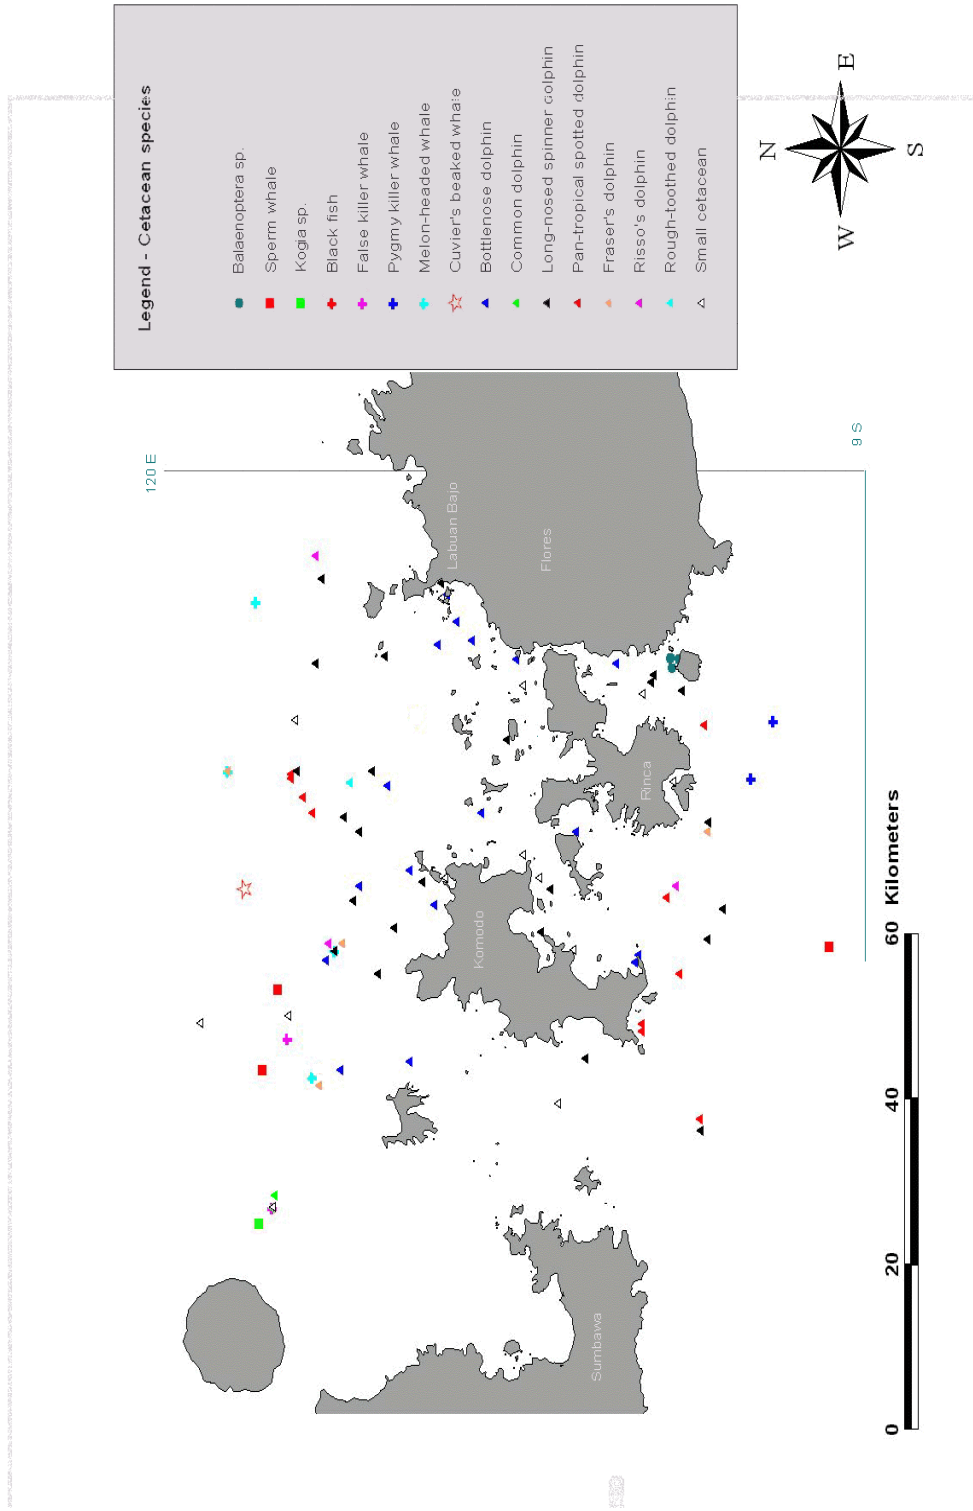 Legend - Cetacean species
Balaenoptera sp.
Sperm whale
Kogia sp.
Black fish
False killer whale
Pygmy killer whale
Melon-headed whale
Cuvier's beaked whale
Bottlenose dolphin
Common dolphin
Long-nosed spinner dolphin
Pan-tropical spotted dolphin
Fraser's dolphin
Risso's dolphin
Rough-toothed dolphin
Small cetacean
N
W E
S
120 E
9 S
Labuan Bajo
Flores
Rinca
Komodo
Sumbawa
0 20 40 60 Kilometers